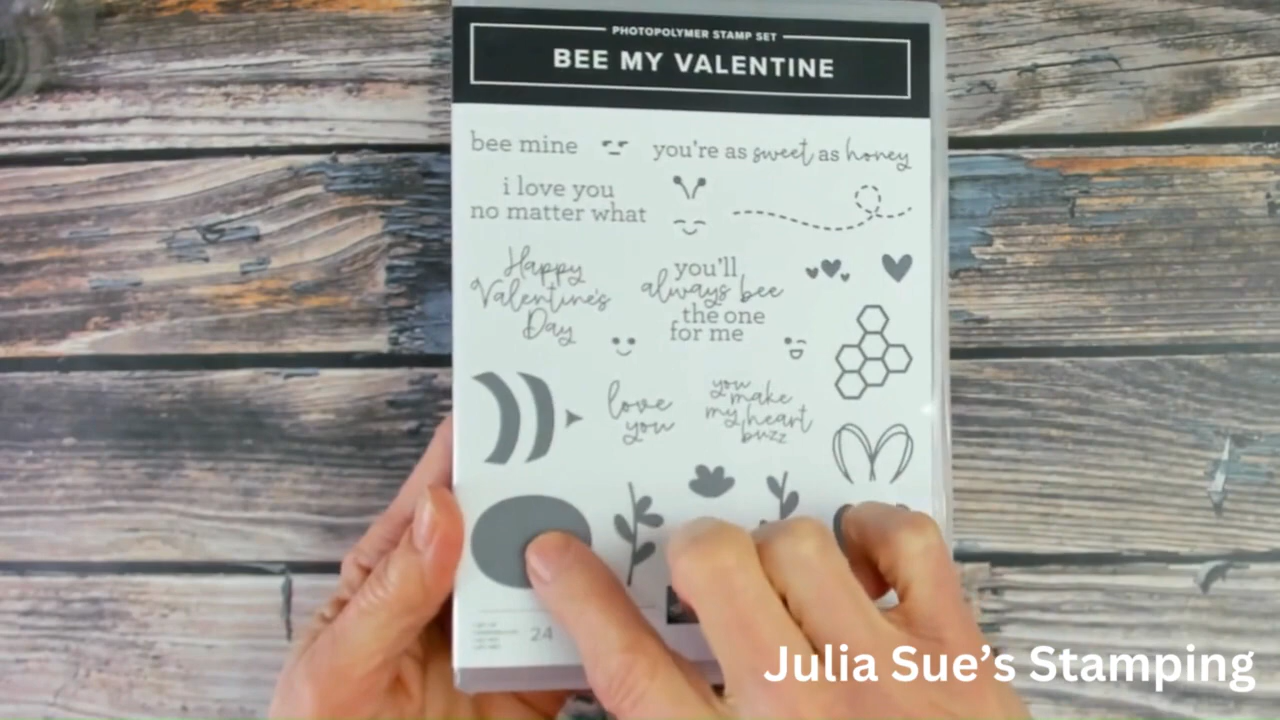 PHOTOPOLYMER STAMP SET
BEE MY VALENTINE
bee mine
you're as sweet as honey
i love you
no matter what
Happy
Valentine's
Day
you'll
always bee
the one
for me
love
you
you
make
my heart
buzz
24
Julia Sue's Stamping